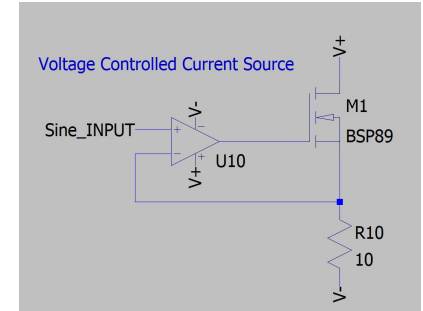 Voltage Controlled Current Source
V+
M1
BSP89
V-
Sine_INPUT
+
-
-
+
U10
V+
R10
10
V-